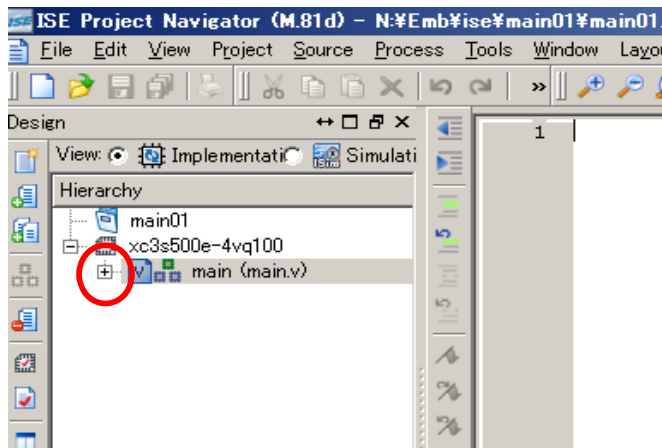 ISE Project Navigator (M.81d) - N:¥Emb¥ise¥main01¥main01.
File Edit View Project Source Process Tools Window Layou
»
Design
View: Implementati Simulati
Hierarchy
main01
xc3s500e-4vq100
main (main.v)
1